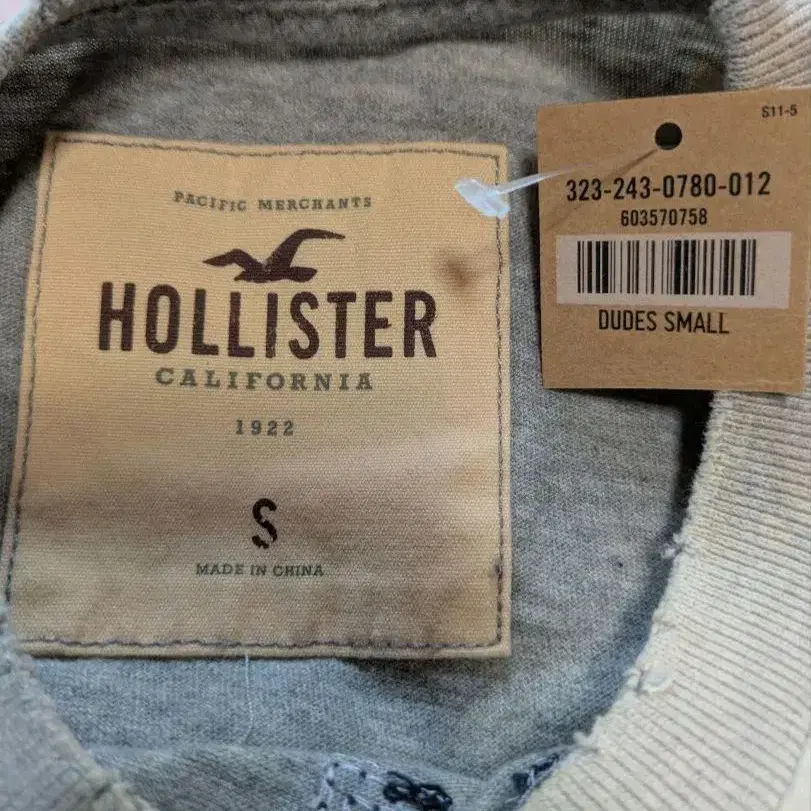 PACIFIC MERCHANTS
HOLLISTER
CALIFORNIA
1922
S
MADE IN CHINA
S11-5
323-243-0780-012
603570758
DUDES SMALL